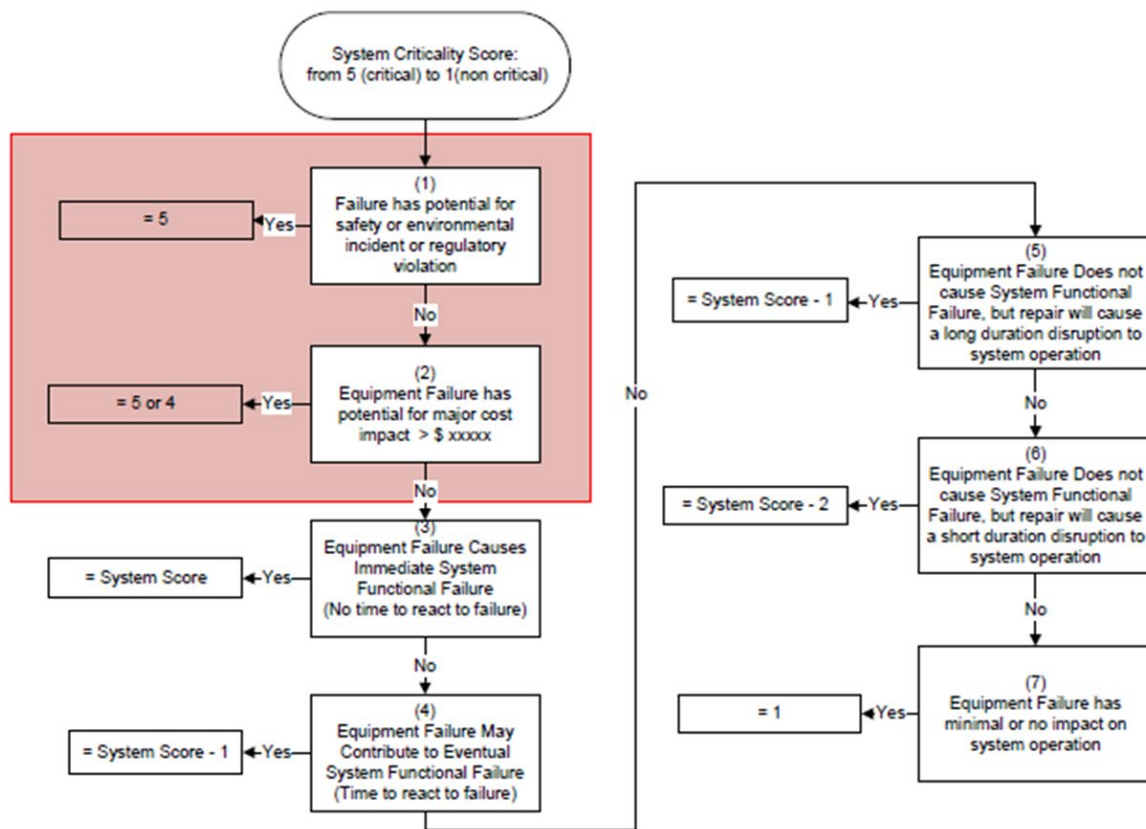 System Criticality Score:
from 5 (critical) to 1(non critical)
(1)
Failure has potential for
safety or environmental
incident or regulatory
violation
Yes
= 5
No
(2)
Equipment Failure has
potential for major cost
impact > $ xxxxx
Yes
= 5 or 4
No
(3)
Equipment Failure Causes
Immediate System
Functional Failure
(No time to react to failure)
Yes
= System Score
No
(4)
Equipment Failure May
Contribute to Eventual
System Functional Failure
(Time to react to failure)
Yes
= System Score - 1
No
(5)
Equipment Failure Does not
cause System Functional
Failure, but repair will cause
a long duration disruption to
system operation
Yes
= System Score - 1
No
(6)
Equipment Failure Does not
cause System Functional
Failure, but repair will cause
a short duration disruption to
system operation
Yes
= System Score - 2
No
(7)
Equipment Failure has
minimal or no impact on
system operation
Yes
= 1